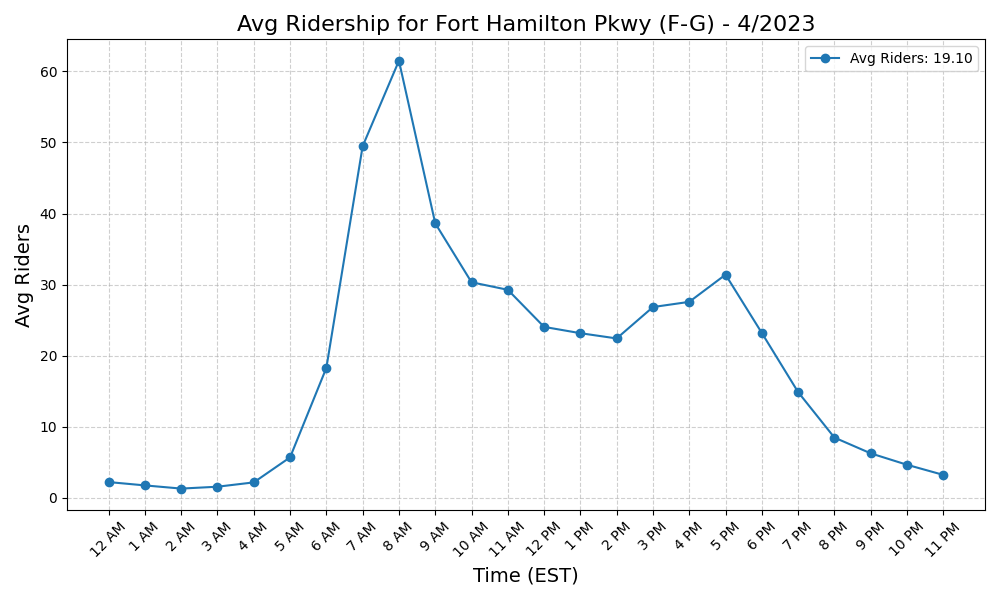 Avg Ridership for Fort Hamilton Pkwy (F-G) - 4/2023
Avg Riders: 19.10
Avg Riders
60
50
40
30
20
10
0
12 AM
1 AM
2 AM
3 AM
4 AM
5 AM
6 AM
7 AM
8 AM
9 AM
10 AM
11 AM
12 PM
1 PM
2 PM
3 PM
4 PM
5 PM
6 PM
7 PM
8 PM
9 PM
10 PM
11 PM
Time (EST)